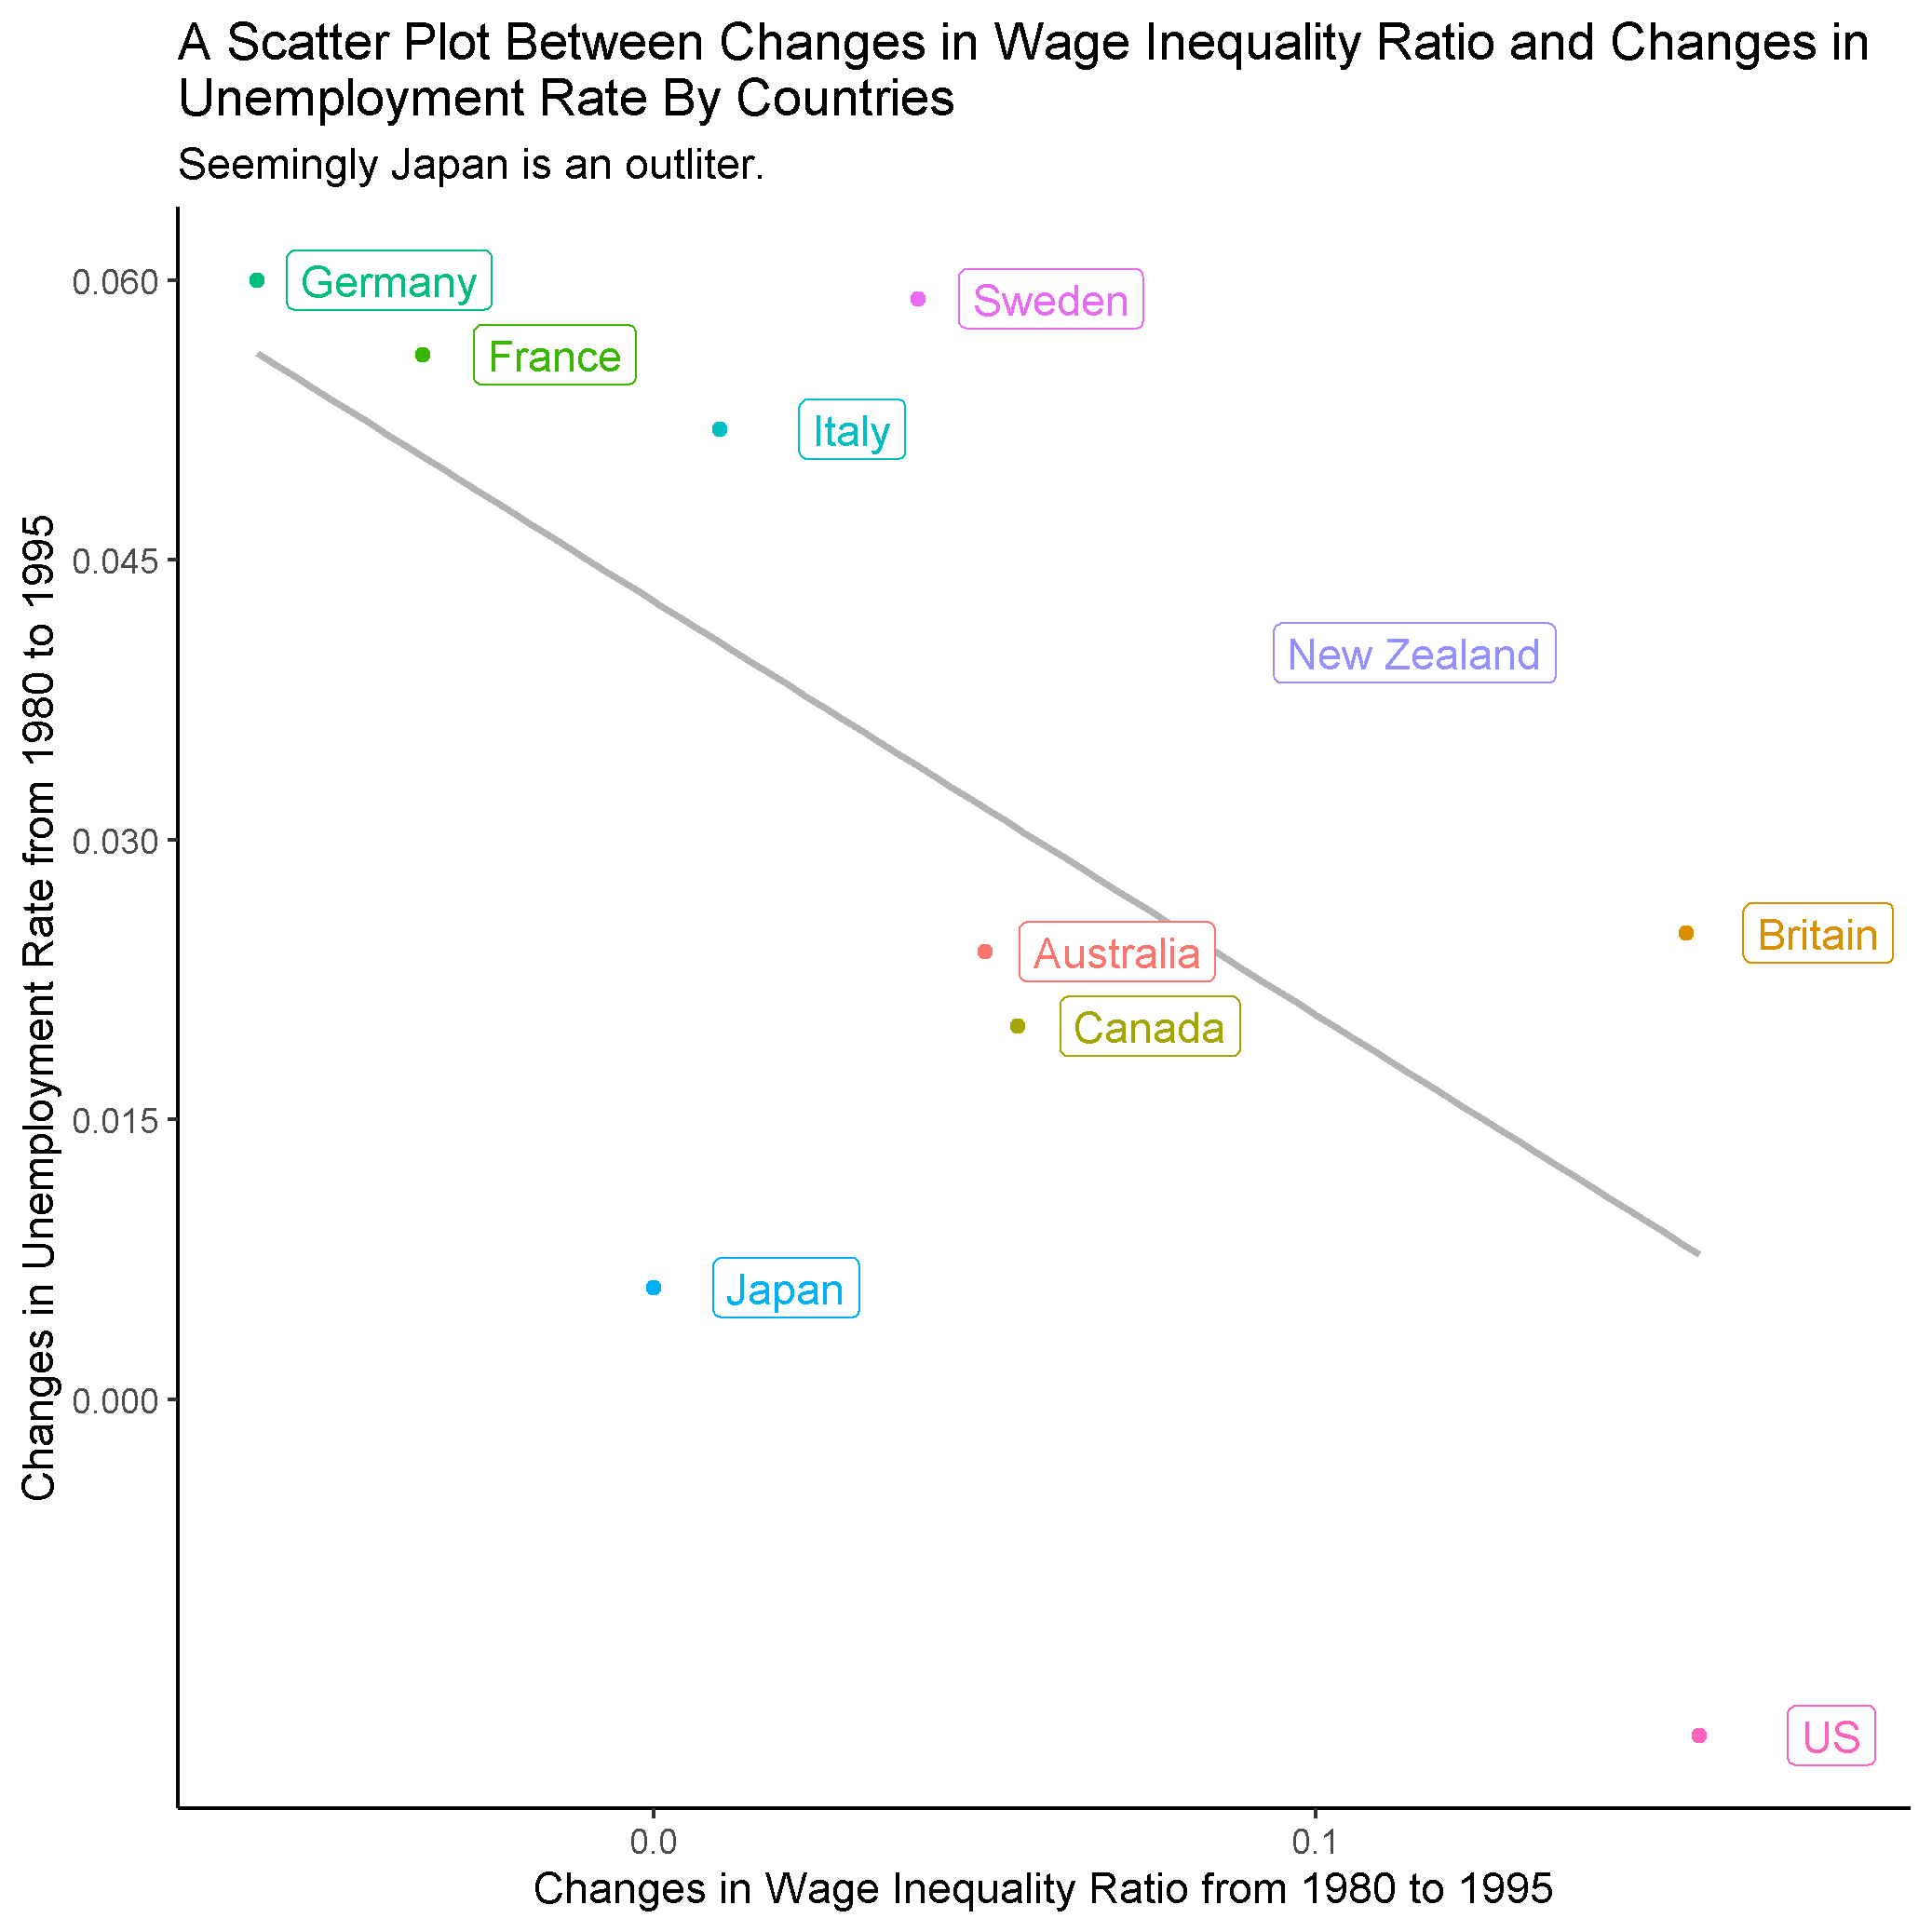 A Scatter Plot Between Changes in Wage Inequality Ratio and Changes in
Unemployment Rate By Countries
Seemingly Japan is an outliter.
Changes in Unemployment Rate from 1980 to 1995
0.060
0.045
0.030
0.015
0.000
Germany
Sweden
France
Italy
New Zealand
Britain
Australia
Canada
Japan
US
0.0
0.1
Changes in Wage Inequality Ratio from 1980 to 1995